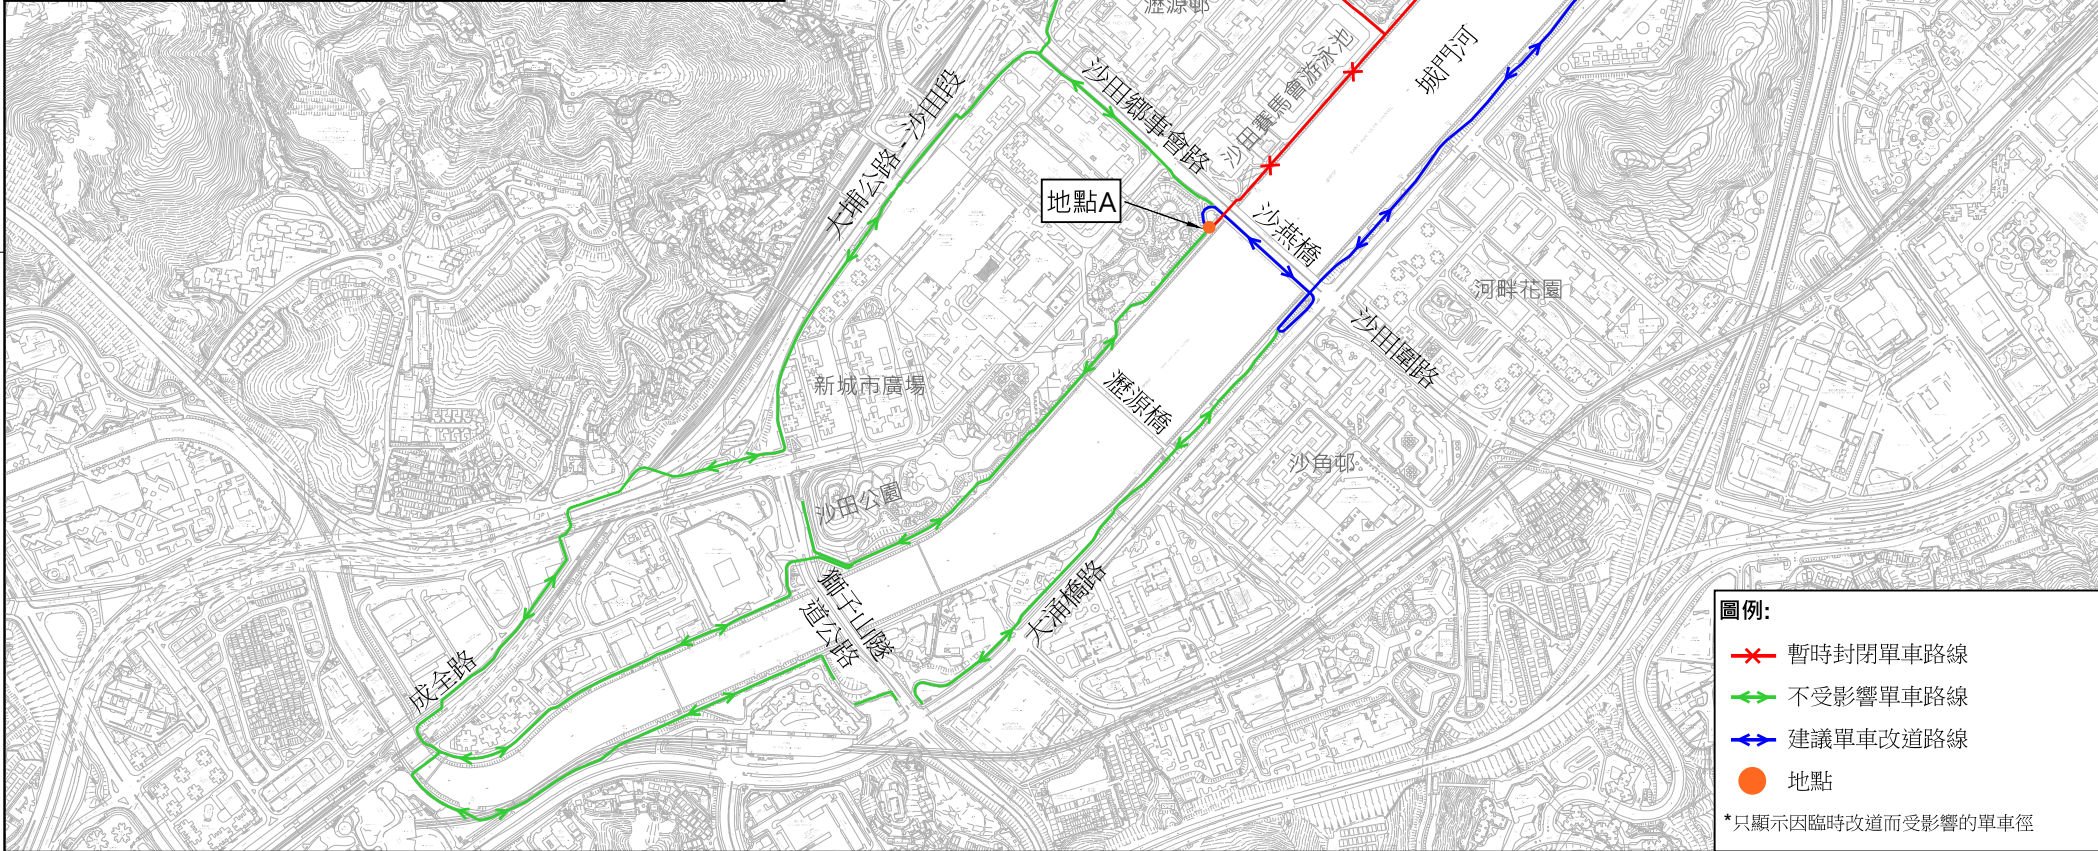 瀝源邨
城門河
沙田賽馬會游泳池
沙田鄉事會路
大埔公路 - 沙田段
地點A
沙燕橋
河畔花園
沙田圍路
新城市廣場
瀝源橋
沙角邨
沙田公園
獅子山隧
道公路
大涌橋路
成全路
圖例:
暫時封閉單車路線
不受影響單車路線
建議單車改道路線
地點
*只顯示因臨時改道而受影響的單車徑